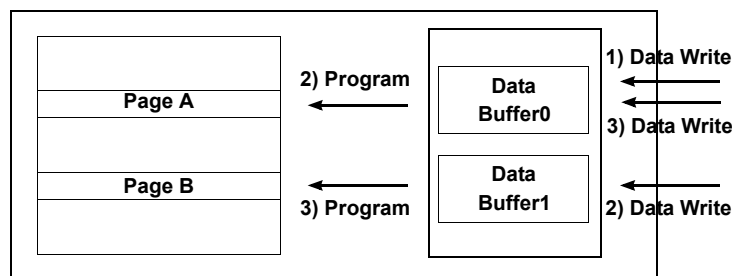 1) Data Write
2) Program
Data
Buffer0
Page A
3) Data Write
Page B
Data
Buffer1
3) Program
2) Data Write